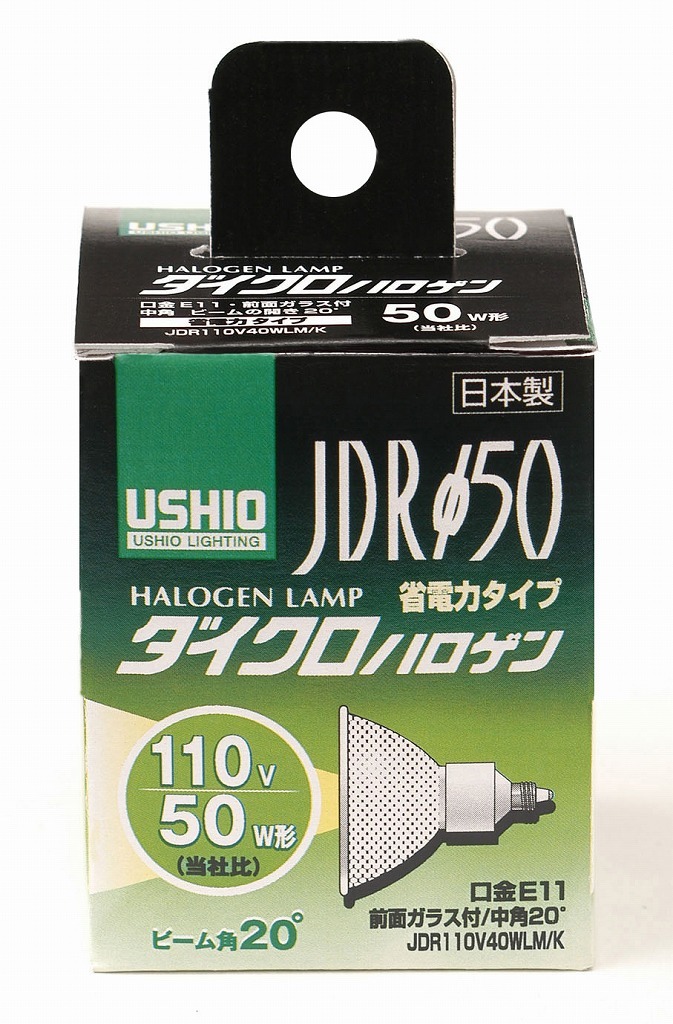 USHIO
50
HALOGEN LAMP
ダイクロハロゲン
口金E11・前面ガラス付
中角 ビームの開き20°
省電力タイプ
50W形
(当社比)
JDR110V40WLM/K
日本製
JDRφ50
USHIO
USHIO LIGHTING
HALOGEN LAMP 省電力タイプ
ダイクロハロゲン
110V
50W形
(当社比)
口金E11
前面ガラス付/中角20°
ビーム角20°
JDR110V40WLM/K